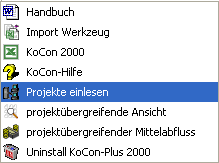 Handbuch
Import Werkzeug
KoCon 2000
KoCon-Hilfe
Projekte einlesen
projektübergreifende Ansicht
projektübergreifender Mittelabfluss
Uninstall KoCon-Plus 2000